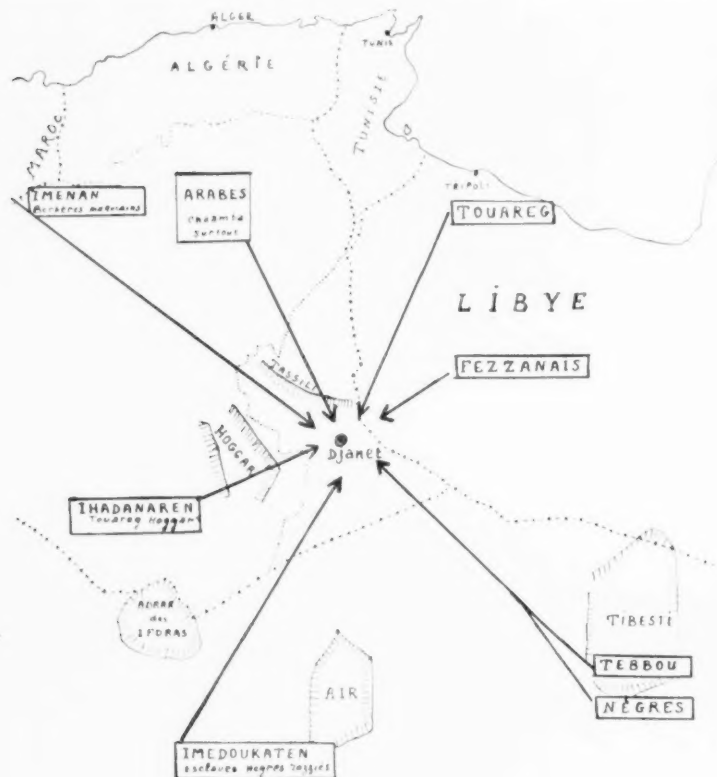 ALGER
TUNIS
ALGÉRIE
TUNISIE
MAROC
TRIPOLI
IMENAN
Berbères marocains
ARABES
Chaamba
surtout
TOUAREG
LIBYE
FEZZANAIS
TASSILI
HOGGAR
Djanet
IHADANAREN
Touareg Hoggar
ADRAR
des
IFORAS
TIBESTI
AIR
TEBBOU
NÈGRES
IMEDOUKATEN
esclaves nègres razziés